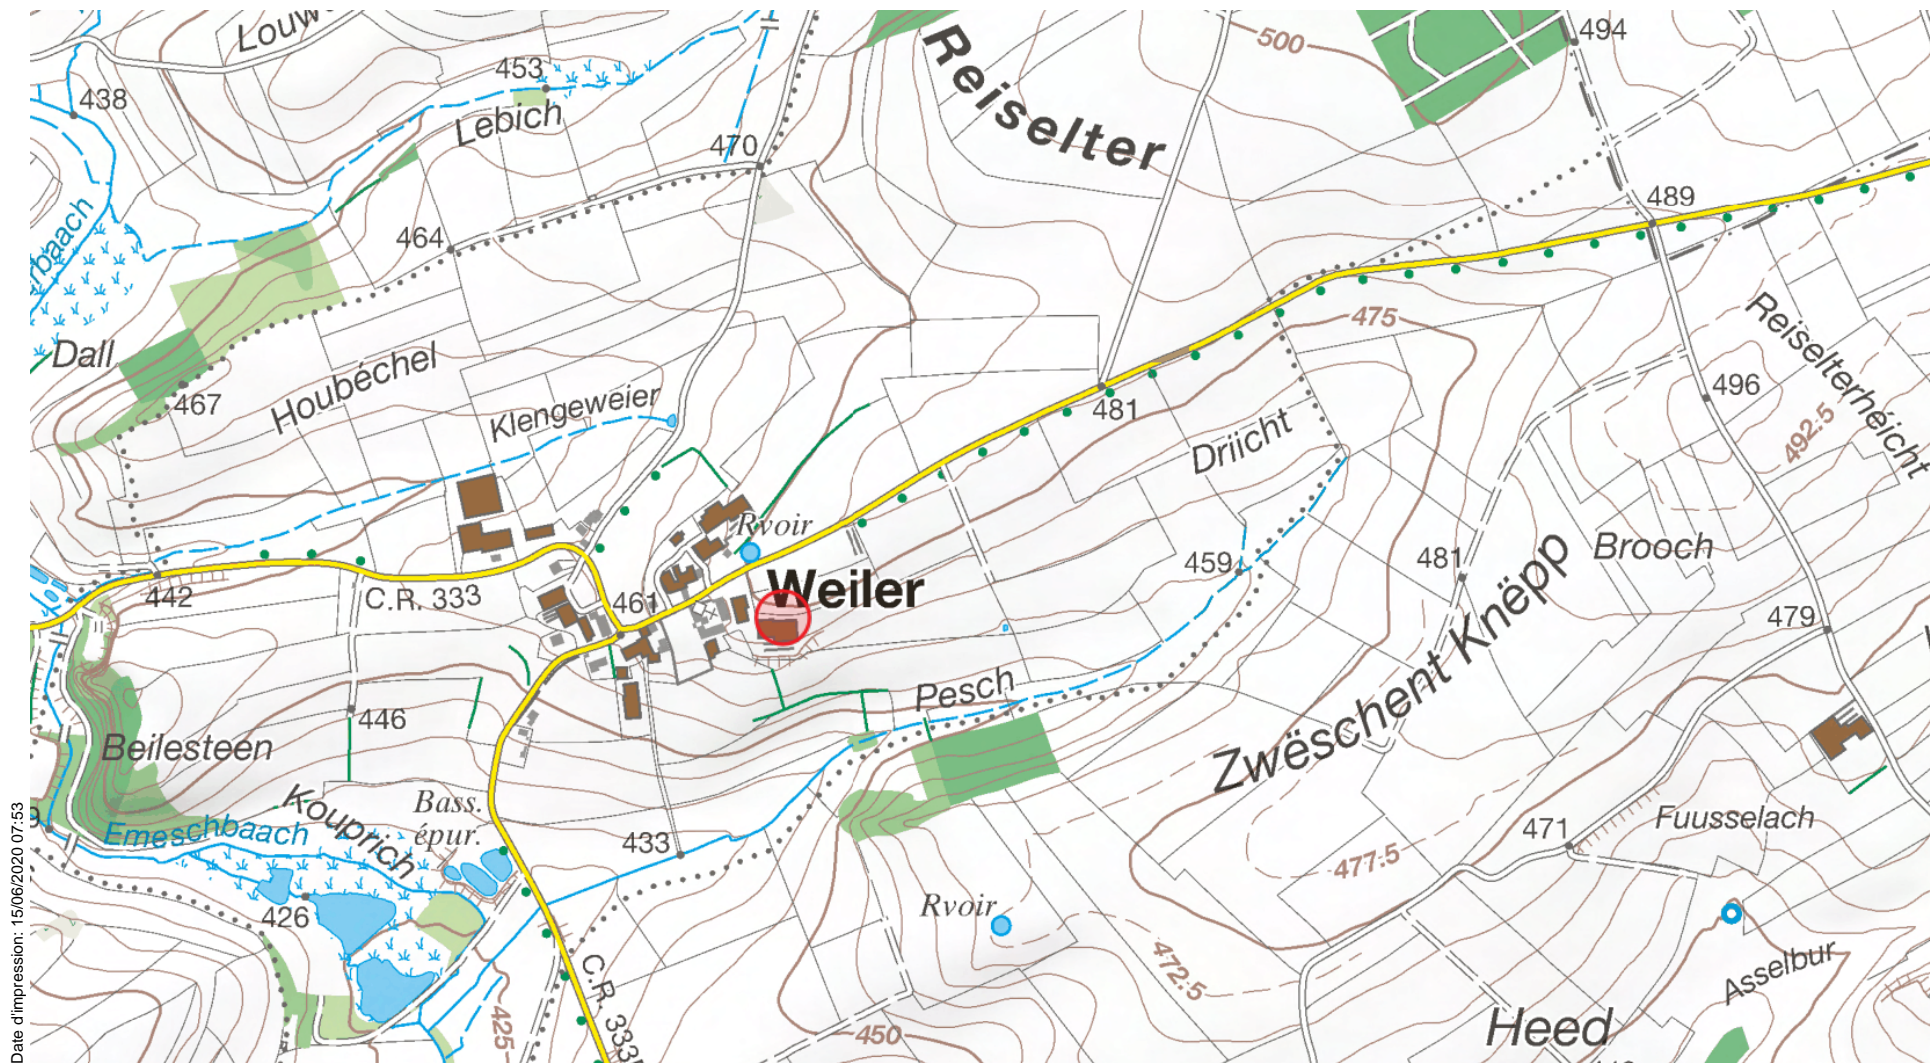 Louw
500
494
453
438
Lebich
Reiselter
470
489
rbaach
464
475
Reiselterhéicht
Dall
Houbéchel
467
Klengeweier
481
496
492.5
Driicht
Rvoir
Brooch
459
481
442
C.R. 333
461
Weiler
479
Zwëschent Knëpp
Pesch
446
Beilesteen
Kouprich
Bass.
épur.
Emeschbaach
433
471
Fuusselach
477.5
426
Rvoir
472.5
Asselbur
C.R. 333
425
450
Heed
Date d'impression: 15/06/2020 07:53